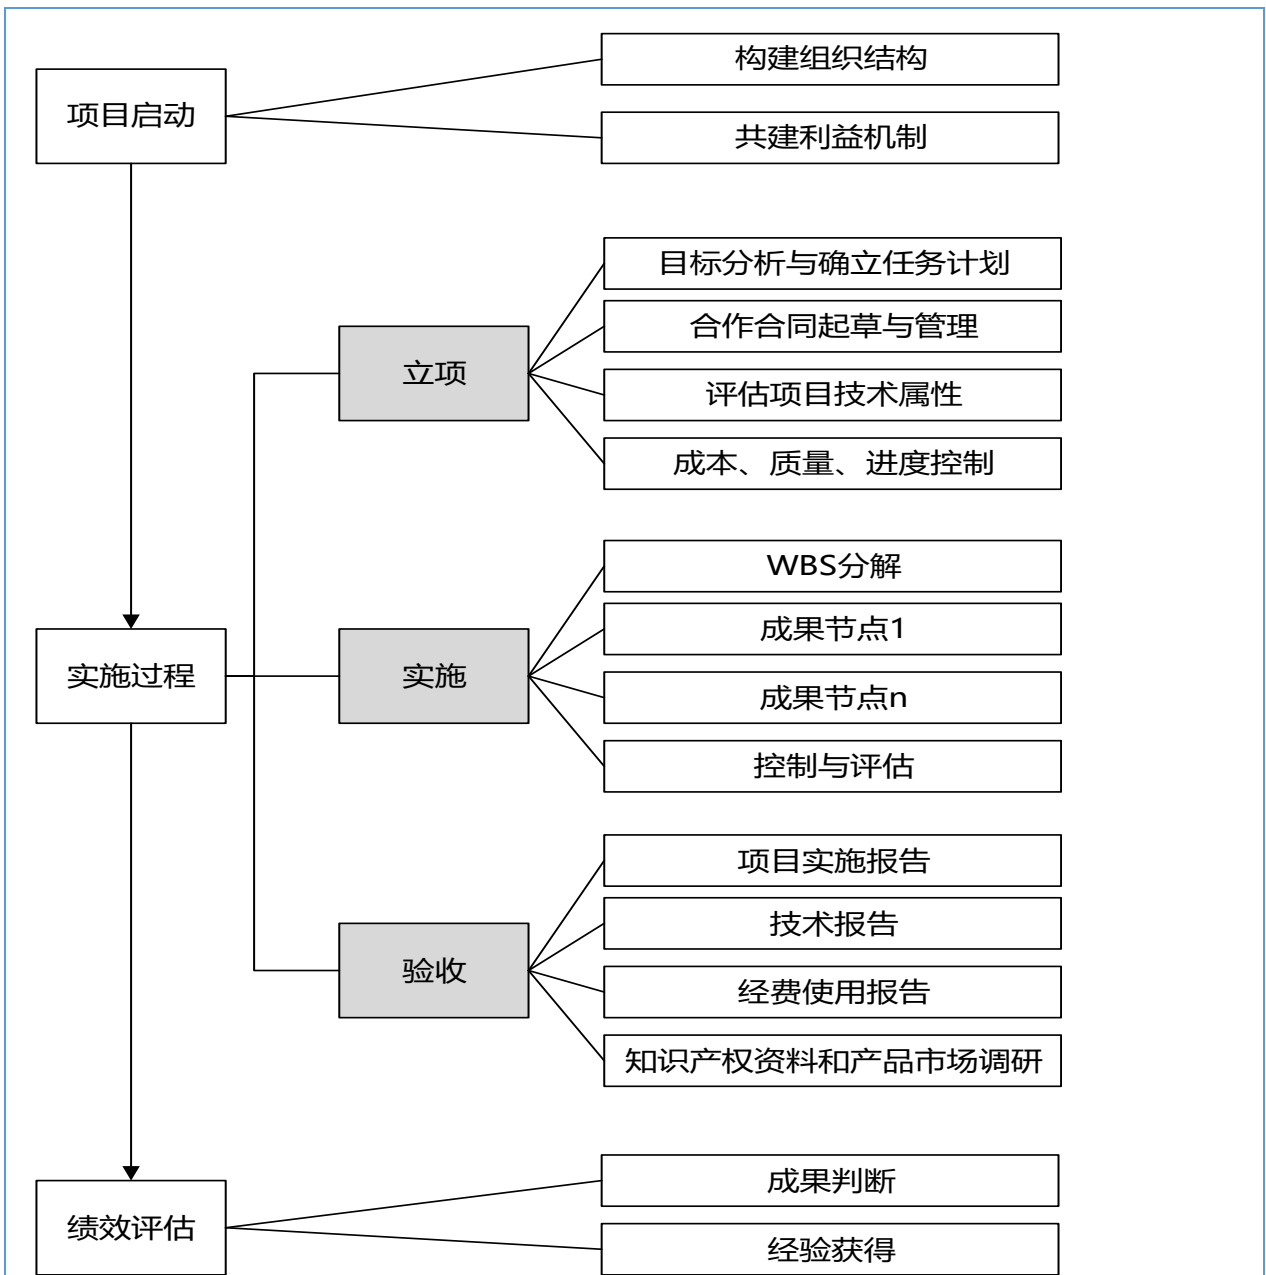 项目启动
构建组织结构
共建利益机制
目标分析与确立任务计划
合作合同起草与管理
立项
评估项目技术属性
成本、质量、进度控制
WBS分解
成果节点1
实施过程
实施
成果节点n
控制与评估
项目实施报告
技术报告
验收
经费使用报告
知识产权资料和产品市场调研
成果判断
绩效评估
经验获得